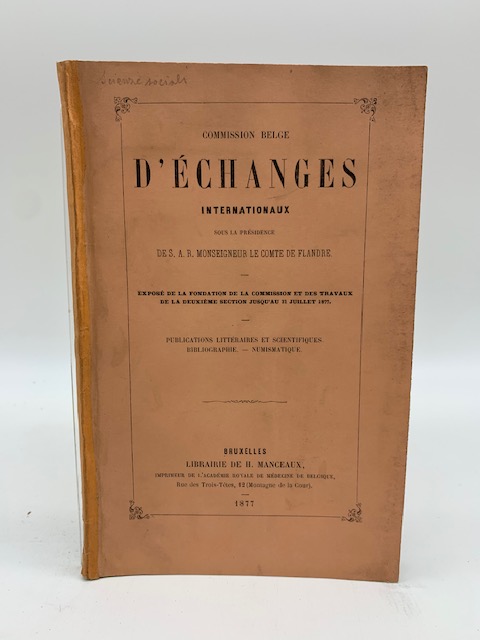 Scienze sociali
COMMISSION BELGE
D'ÉCHANGES
INTERNATIONAUX
SOUS LA PRÉSIDENCE
DE S. A. R. MONSEIGNEUR LE COMTE DE FLANDRE.
EXPOSÉ DE LA FONDATION DE LA COMMISSION ET DES TRAVAUX
DE LA DEUXIÈME SECTION JUSQU'AU 11 JUILLET 1877.
PUBLICATIONS LITTÉRAIRES ET SCIENTIFIQUES
BIBLIOGRAPHIE. — NUMISMATIQUE.
BRUXELLES
LIBRAIRIE DE H. MANCEAUX,
IMPRIMEUR DE L'ACADÉMIE ROYALE DE MÉDECINE DE BELGIQUE,
Rue des Trois-Têtes, 12 (Montagne de la Cour).
1877